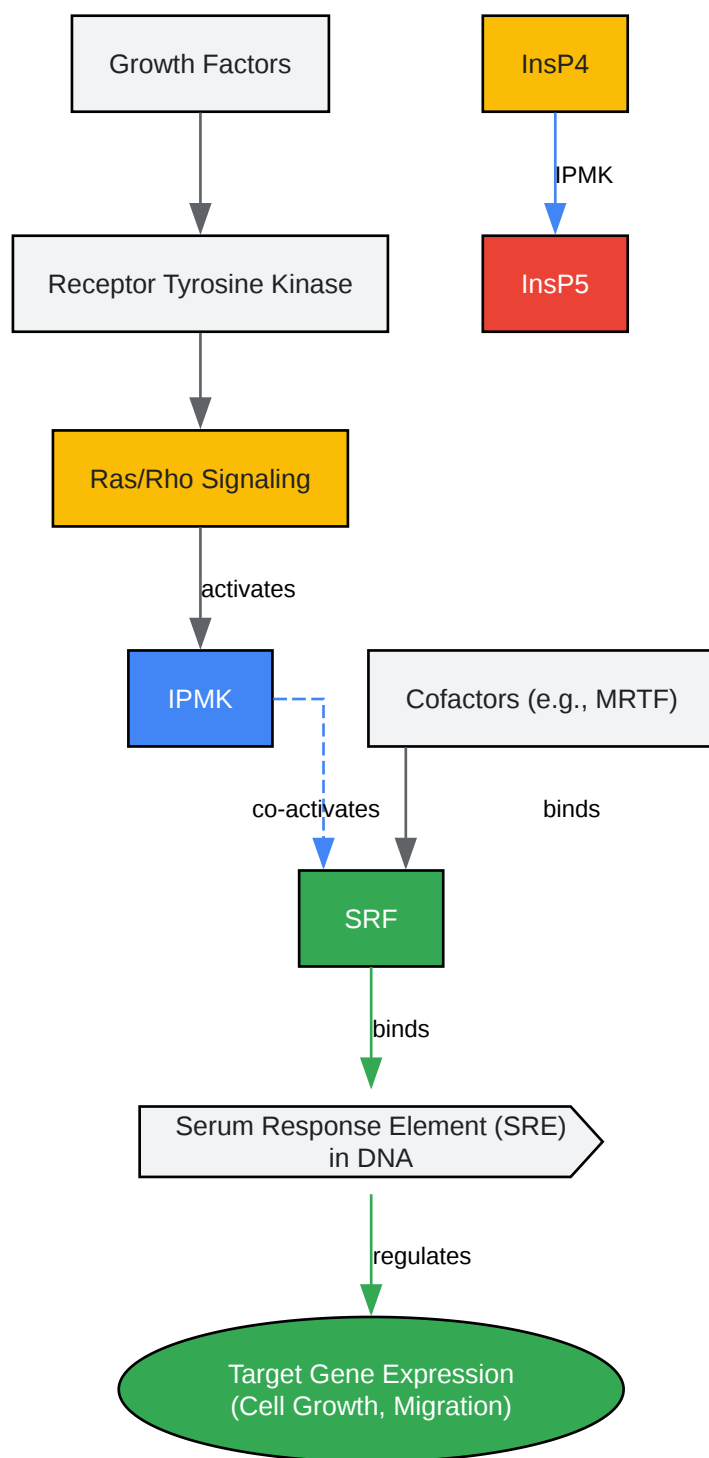 Growth Factors
InsP4
IPMK
Receptor Tyrosine Kinase
InsP5
Ras/Rho Signaling
activates
IPMK
Cofactors (e.g., MRTF)
co-activates
binds
SRF
binds
Serum Response Element (SRE)
in DNA
regulates
Target Gene Expression
(Cell Growth, Migration)